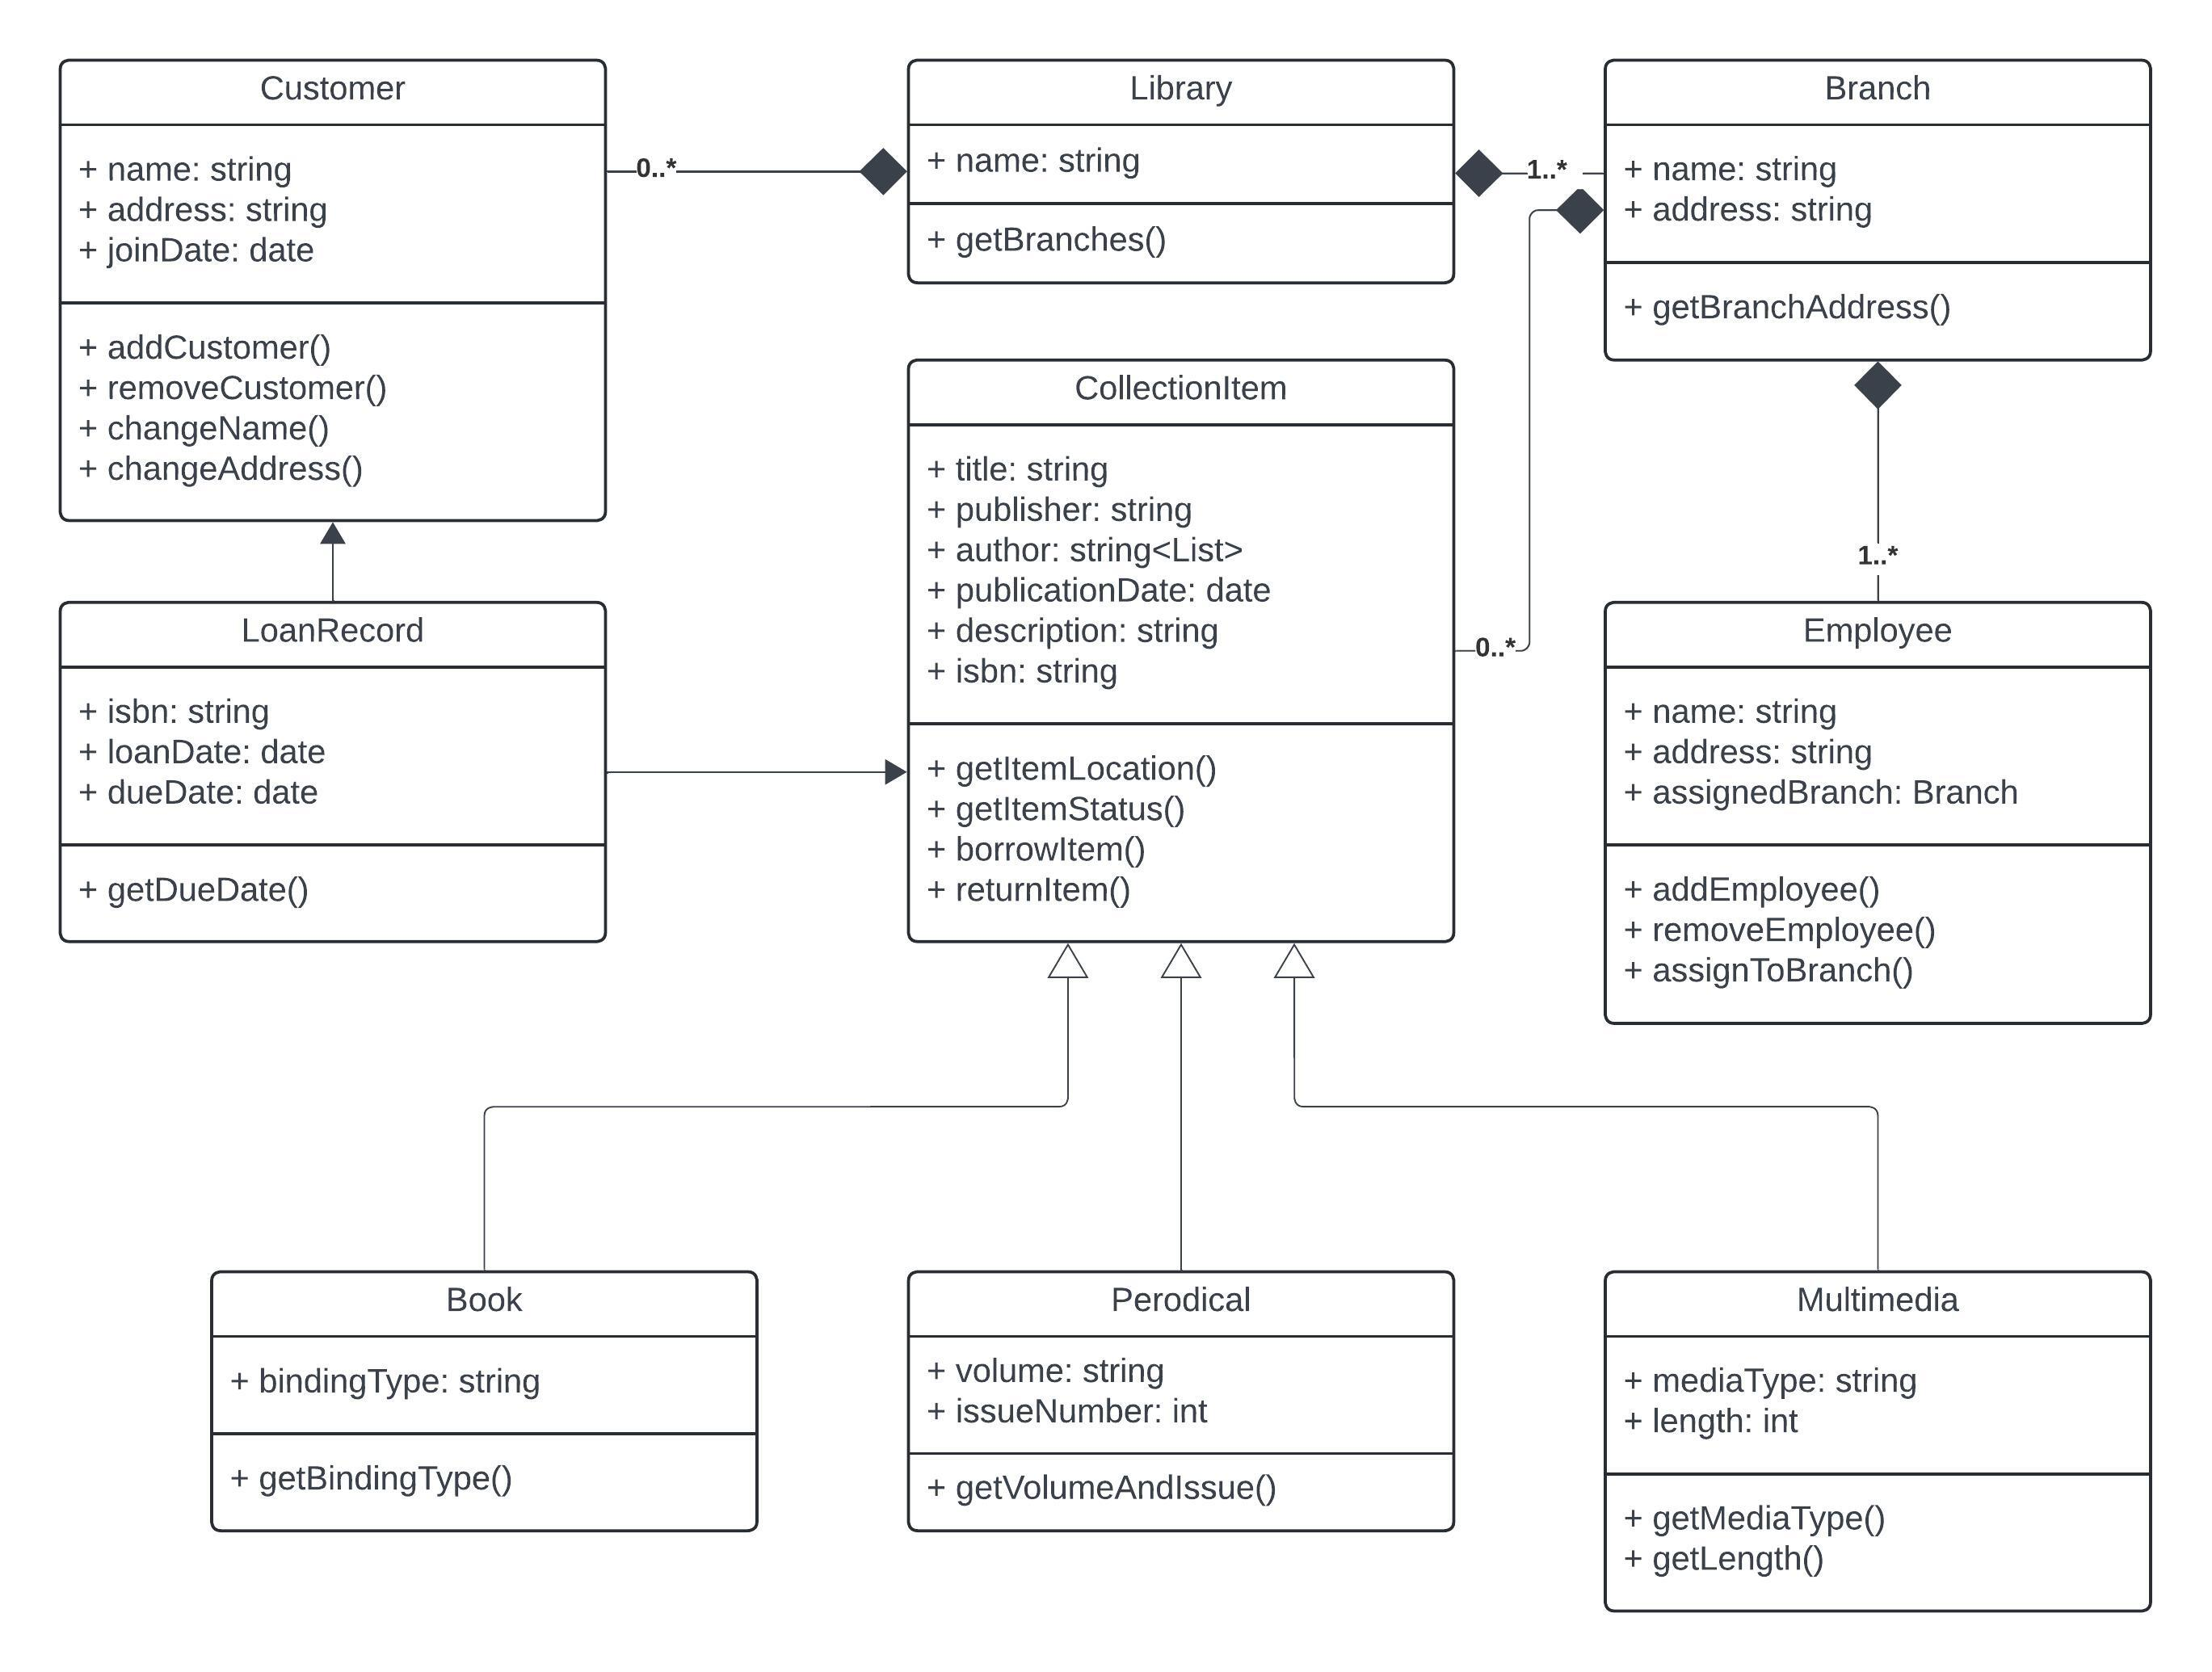 Customer
+ name: string
+ address: string
+ joinDate: date
+ addCustomer()
+ removeCustomer()
+ changeName()
+ changeAddress()
0..*
Library
+ name: string
+ getBranches()
1..*
Branch
+ name: string
+ address: string
+ getBranchAddress()
CollectionItem
+ title: string
+ publisher: string
+ author: string<List>
+ publicationDate: date
+ description: string
+ isbn: string
+ getItemLocation()
+ getItemStatus()
+ borrowItem()
+ returnItem()
0..*
1..*
LoanRecord
+ isbn: string
+ loanDate: date
+ dueDate: date
+ getDueDate()
Employee
+ name: string
+ address: string
+ assignedBranch: Branch
+ addEmployee()
+ removeEmployee()
+ assignToBranch()
Book
+ bindingType: string
+ getBindingType()
Perodical
+ volume: string
+ issueNumber: int
+ getVolumeAndIssue()
Multimedia
+ mediaType: string
+ length: int
+ getMediaType()
+ getLength()